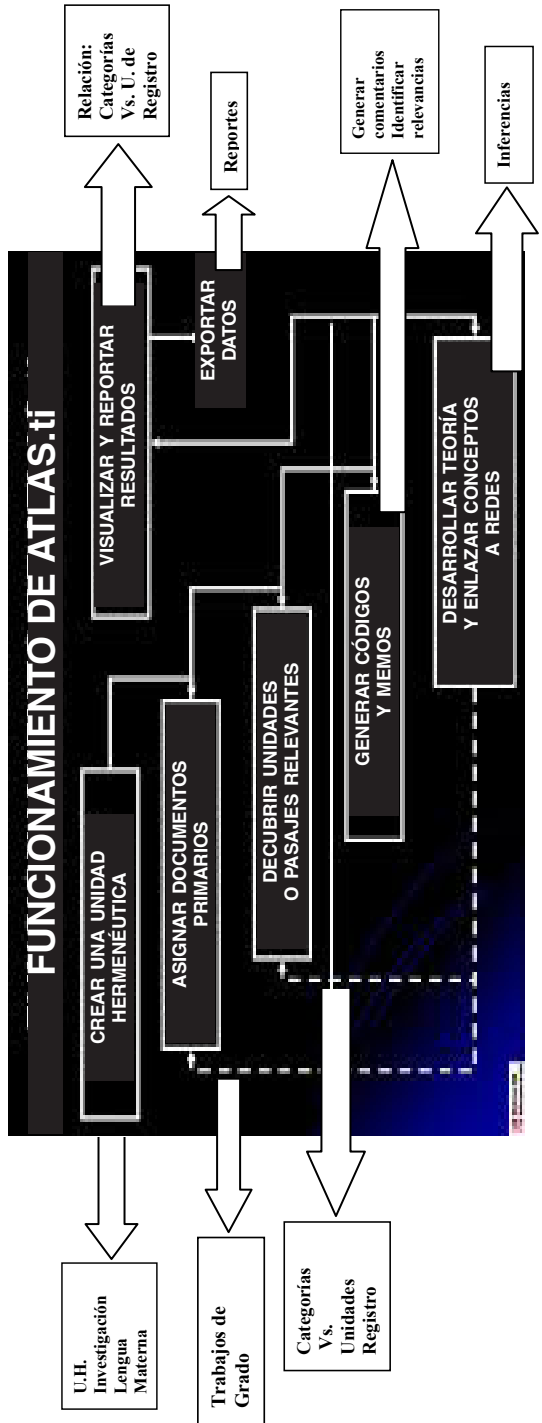 FUNCIONAMIENTO DE ATLAS.ti
CREAR UNA UNIDAD
HERMENÉUTICA
ASIGNAR DOCUMENTOS
PRIMARIOS
DECUBRIR UNIDADES
O PASAJES RELEVANTES
GENERAR CÓDIGOS
Y MEMOS
DESARROLLAR TEORÍA
Y ENLAZAR CONCEPTOS
A REDES
VISUALIZAR Y REPORTAR
RESULTADOS
EXPORTAR
DATOS
U.H.
Investigación
Lengua
Materna
Trabajos de
Grado
Categorías
Vs.
Unidades
Registro
Relación:
Categorías
Vs. U. de
Registro
Reportes
Generar
comentarios
Identificar
relevancias
Inferencias